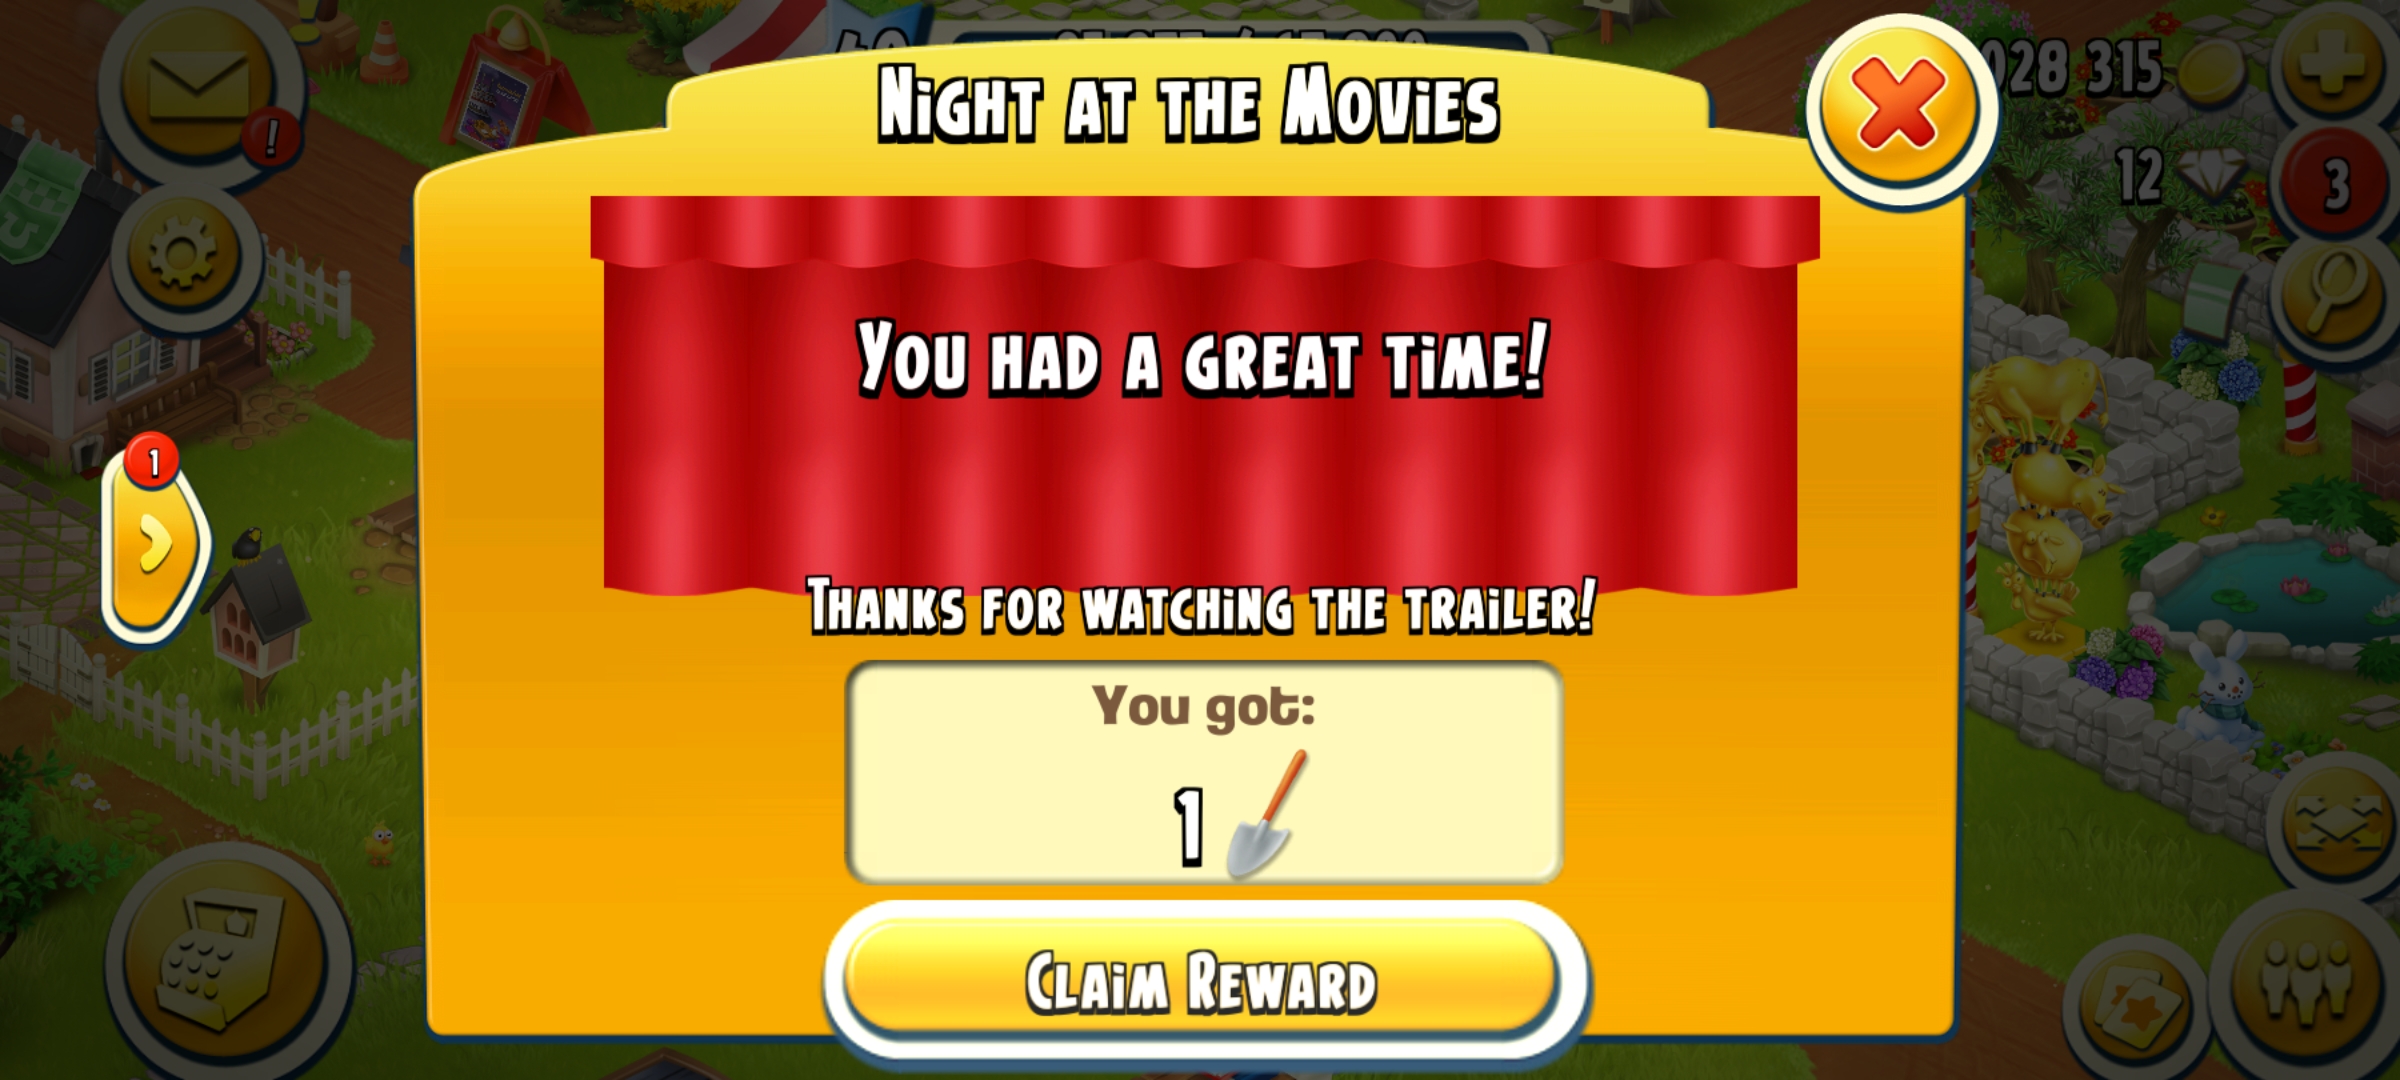 Night at the Movies
028 315
12
3
You had a great time!
1
Thanks for watching the trailer!
You got:
1
Claim Reward